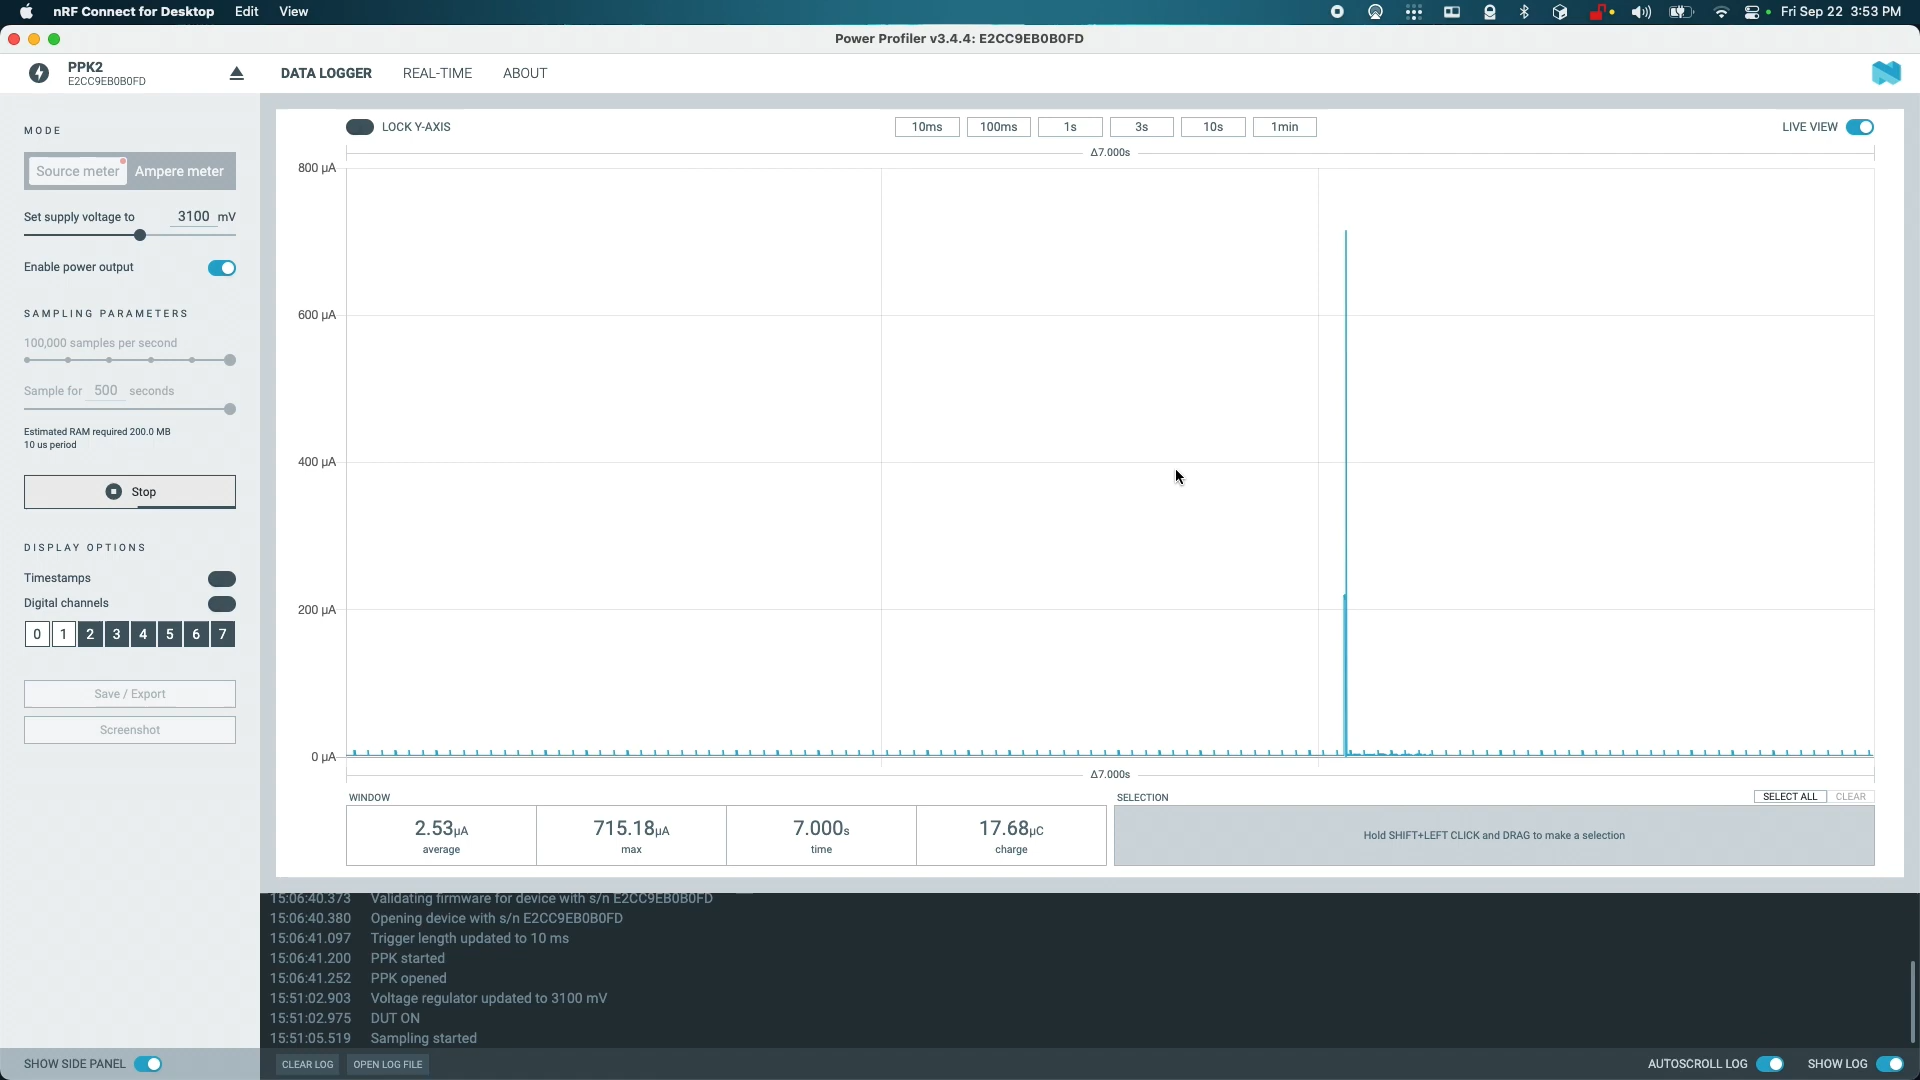 nRF Connect for Desktop Edit View Fri Sep 22 3:53 PM
Power Profiler v3.4.4: E2CC9EB0B0FD
PPK2
E2CC9EB0B0FD
DATA LOGGER REAL-TIME ABOUT
MODE
Source meter Ampere meter
Set supply voltage to 3100 mV
Enable power output
SAMPLING PARAMETERS
100,000 samples per second
Sample for 500 seconds
Estimated RAM required 200.0 MB
10 us period
Stop
DISPLAY OPTIONS
Timestamps
Digital channels
0 1 2 3 4 5 6 7
Save / Export
Screenshot
SHOW SIDE PANEL
LOCK Y-AXIS 10ms 100ms 1s 3s 10s 1min LIVE VIEW
Δ7.000s
800 µA
600 µA
400 µA
200 µA
0 µA
Δ7.000s
WINDOW
2.53µA 715.18µA 7.000s 17.68µC
average max time charge
SELECTION SELECT ALL CLEAR
Hold SHIFT+LEFT CLICK and DRAG to make a selection
15:06:40.373 Validating firmware for device with s/n E2CC9EB0B0FD
15:06:40.380 Opening device with s/n E2CC9EB0B0FD
15:06:41.097 Trigger length updated to 10 ms
15:06:41.200 PPK started
15:06:41.252 PPK opened
15:51:02.903 Voltage regulator updated to 3100 mV
15:51:02.975 DUT ON
15:51:05.519 Sampling started
CLEAR LOG OPEN LOG FILE AUTOSCROLL LOG SHOW LOG